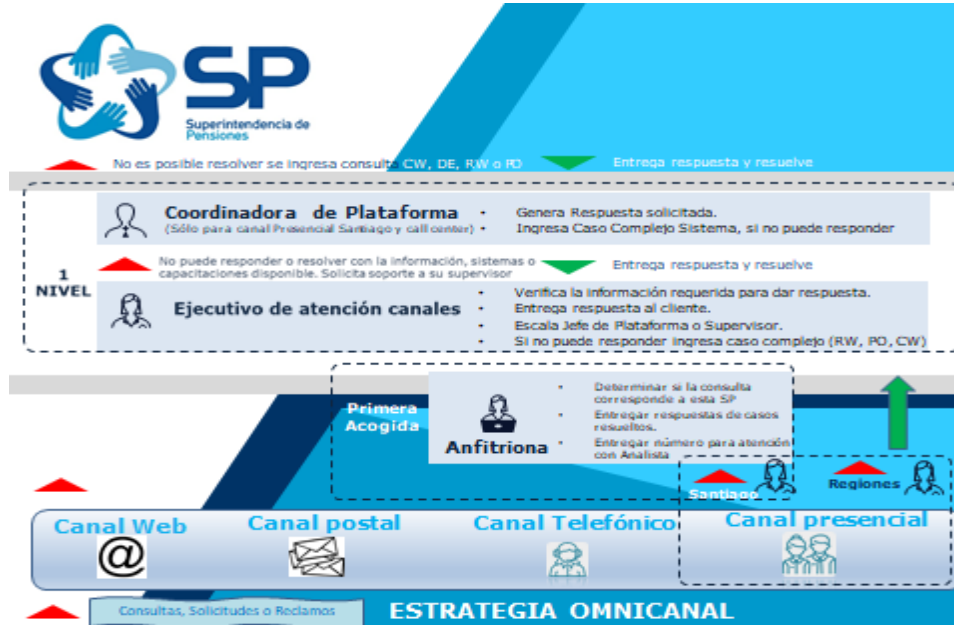 SP
Superintendencia de
Pensiones
No es posible resolver se ingresa consulta CW, DE, RW o PO
Entrega respuesta y resuelve
Coordinadora de Plataforma
(Sólo para canal Presencial Santiago y call center)
• Genera Respuesta solicitada.
• Ingresa Caso Complejo Sistema, si no puede responder
1
NIVEL
No puede responder o resolver con la información, sistemas o
capacitaciones disponible. Solicita soporte a su supervisor
Entrega respuesta y resuelve
Ejecutivo de atención canales
• Verifica la información requerida para dar respuesta.
• Entrega respuesta al cliente.
• Escala Jefe de Plataforma o Supervisor.
• Si no puede responder ingresa caso complejo (RW, PO, CW)
Primera
Acogida
Anfitriona
• Determinar si la consulta
corresponde a esta SP
• Entregar respuestas de casos
resueltos.
• Entregar número para atención
con Analista
Santiago
Regiones
Canal Web
Canal postal
Canal Telefónico
Canal presencial
@
Consultas, Solicitudes o Reclamos
ESTRATEGIA OMNICANAL